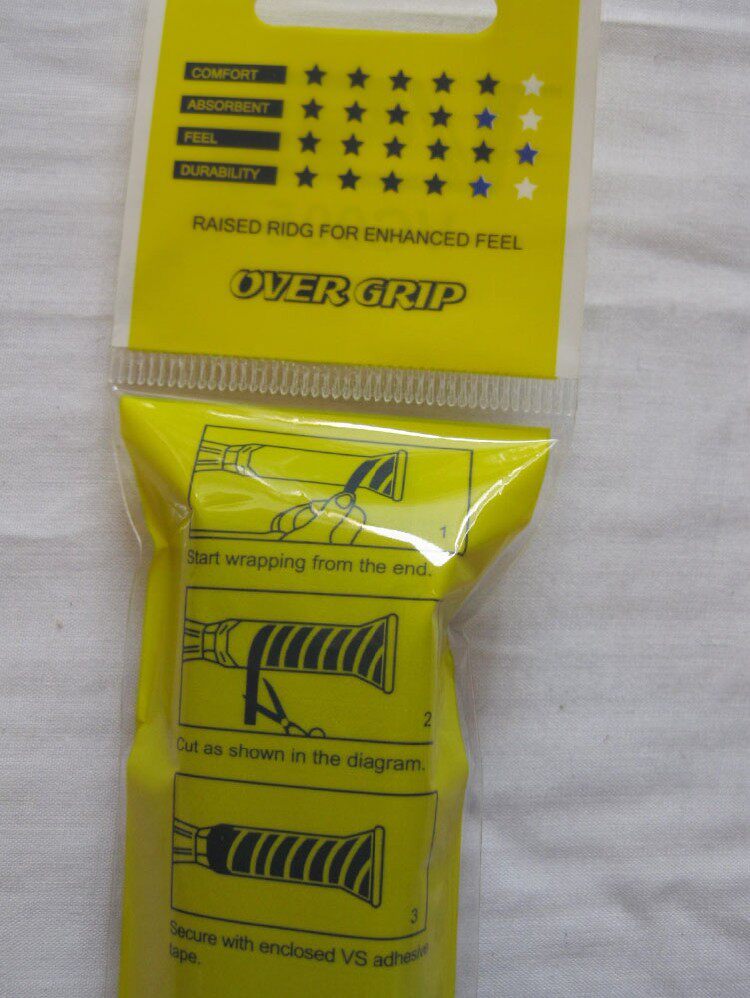 COMFORT
ABSORBENT
FEEL
DURABILITY
RAISED RIDG FOR ENHANCED FEEL
OVER GRIP
1
Start wrapping from the end.
2
Cut as shown in the diagram.
3
Secure with enclosed VS adhesive
tape.